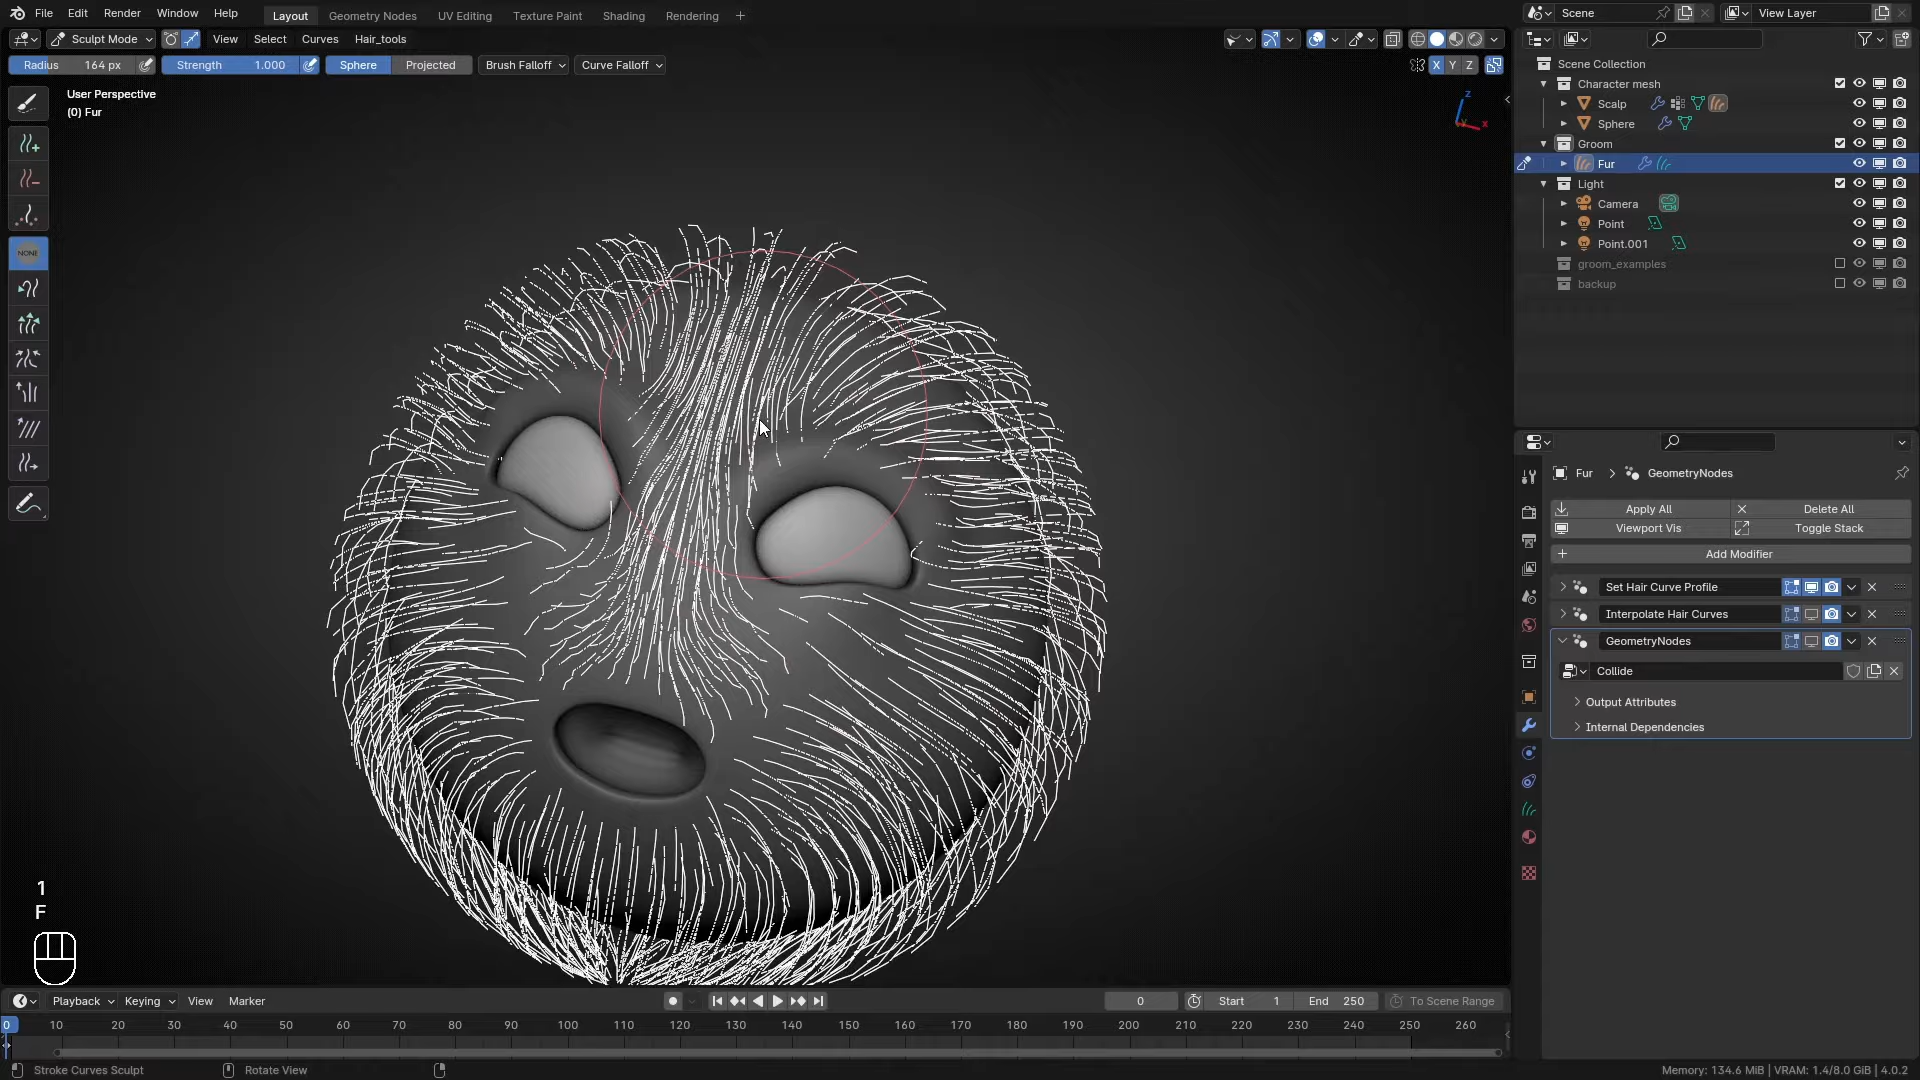 File Edit Render Window Help Layout Geometry Nodes UV Editing Texture Paint Shading Rendering + Scene View Layer
Sculpt Mode View Select Curves Hair_tools
Radius 164 px Strength 1.000 Sphere Projected Brush Falloff Curve Falloff X Y Z
User Perspective
(0) Fur
Z
X
Y
NONE
Scene Collection
Character mesh
Scalp
Sphere
Groom
Fur
Light
Camera
Point
Point.001
groom_examples
backup
Fur > GeometryNodes
Apply All Delete All
Viewport Vis Toggle Stack
+ Add Modifier
Set Hair Curve Profile
Interpolate Hair Curves
GeometryNodes
Collide
Output Attributes
Internal Dependencies
1
F
Playback Keying View Marker 0 Start 1 End 250 To Scene Range
0 10 20 30 40 50 60 70 80 90 100 110 120 130 140 150 160 170 180 190 200 210 220 230 240 250 260
Stroke Curves Sculpt Rotate View Memory: 134.6 MiB | VRAM: 1.4/8.0 GiB | 4.0.2